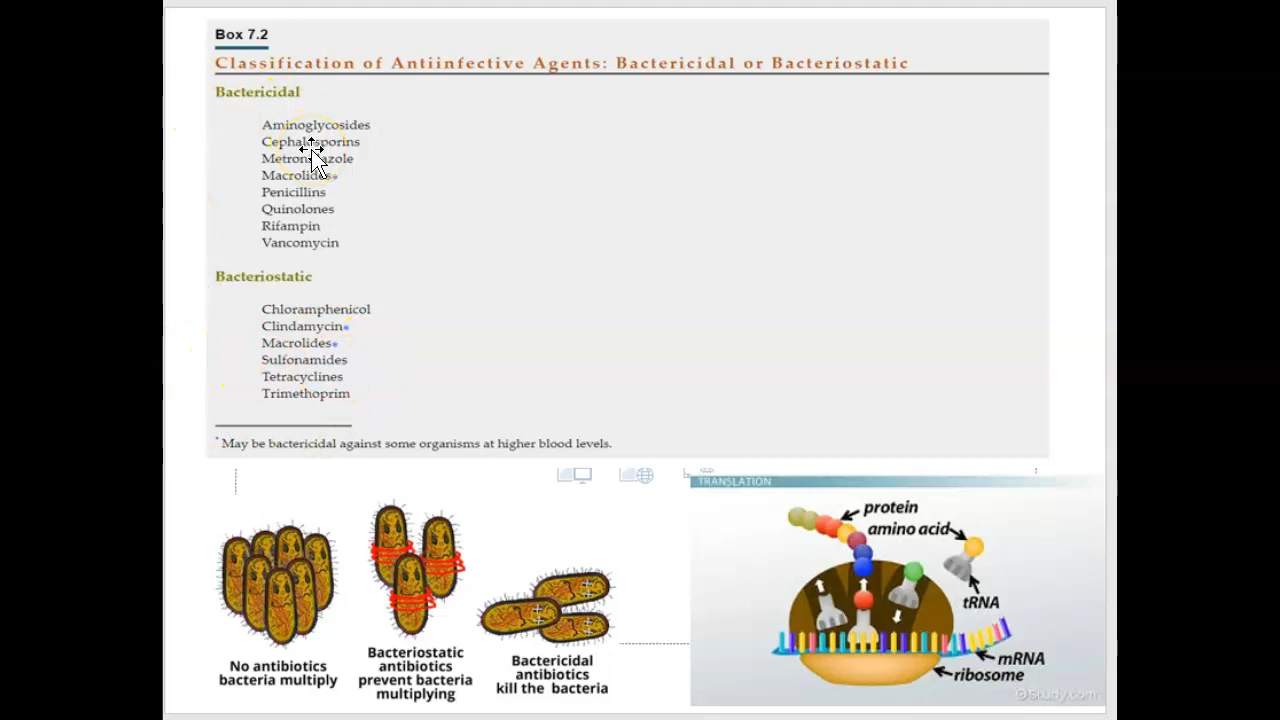 Box 7.2
Classification of Antiinfective Agents: Bactericidal or Bacteriostatic
Bactericidal
Aminoglycosides
Cephalosporins
Metronidazole
Macrolides*
Penicillins
Quinolones
Rifampin
Vancomycin
Bacteriostatic
Chloramphenicol
Clindamycin*
Macrolides*
Sulfonamides
Tetracyclines
Trimethoprim
* May be bactericidal against some organisms at higher blood levels.
No antibiotics
bacteria multiply
Bacteriostatic
antibiotics
prevent bacteria
multiplying
Bactericidal
antibiotics
kill the bacteria
TRANSLATION
protein
amino acid
tRNA
mRNA
ribosome
Study.com